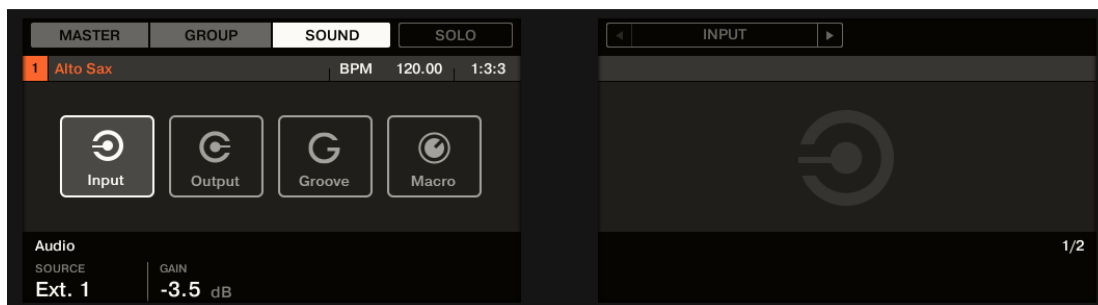 MASTER GROUP SOUND SOLO
INPUT
1 Alto Sax BPM 120.00 1:3:3
Input Output Groove Macro
Audio
1/2
SOURCE GAIN
Ext. 1 -3.5 dB